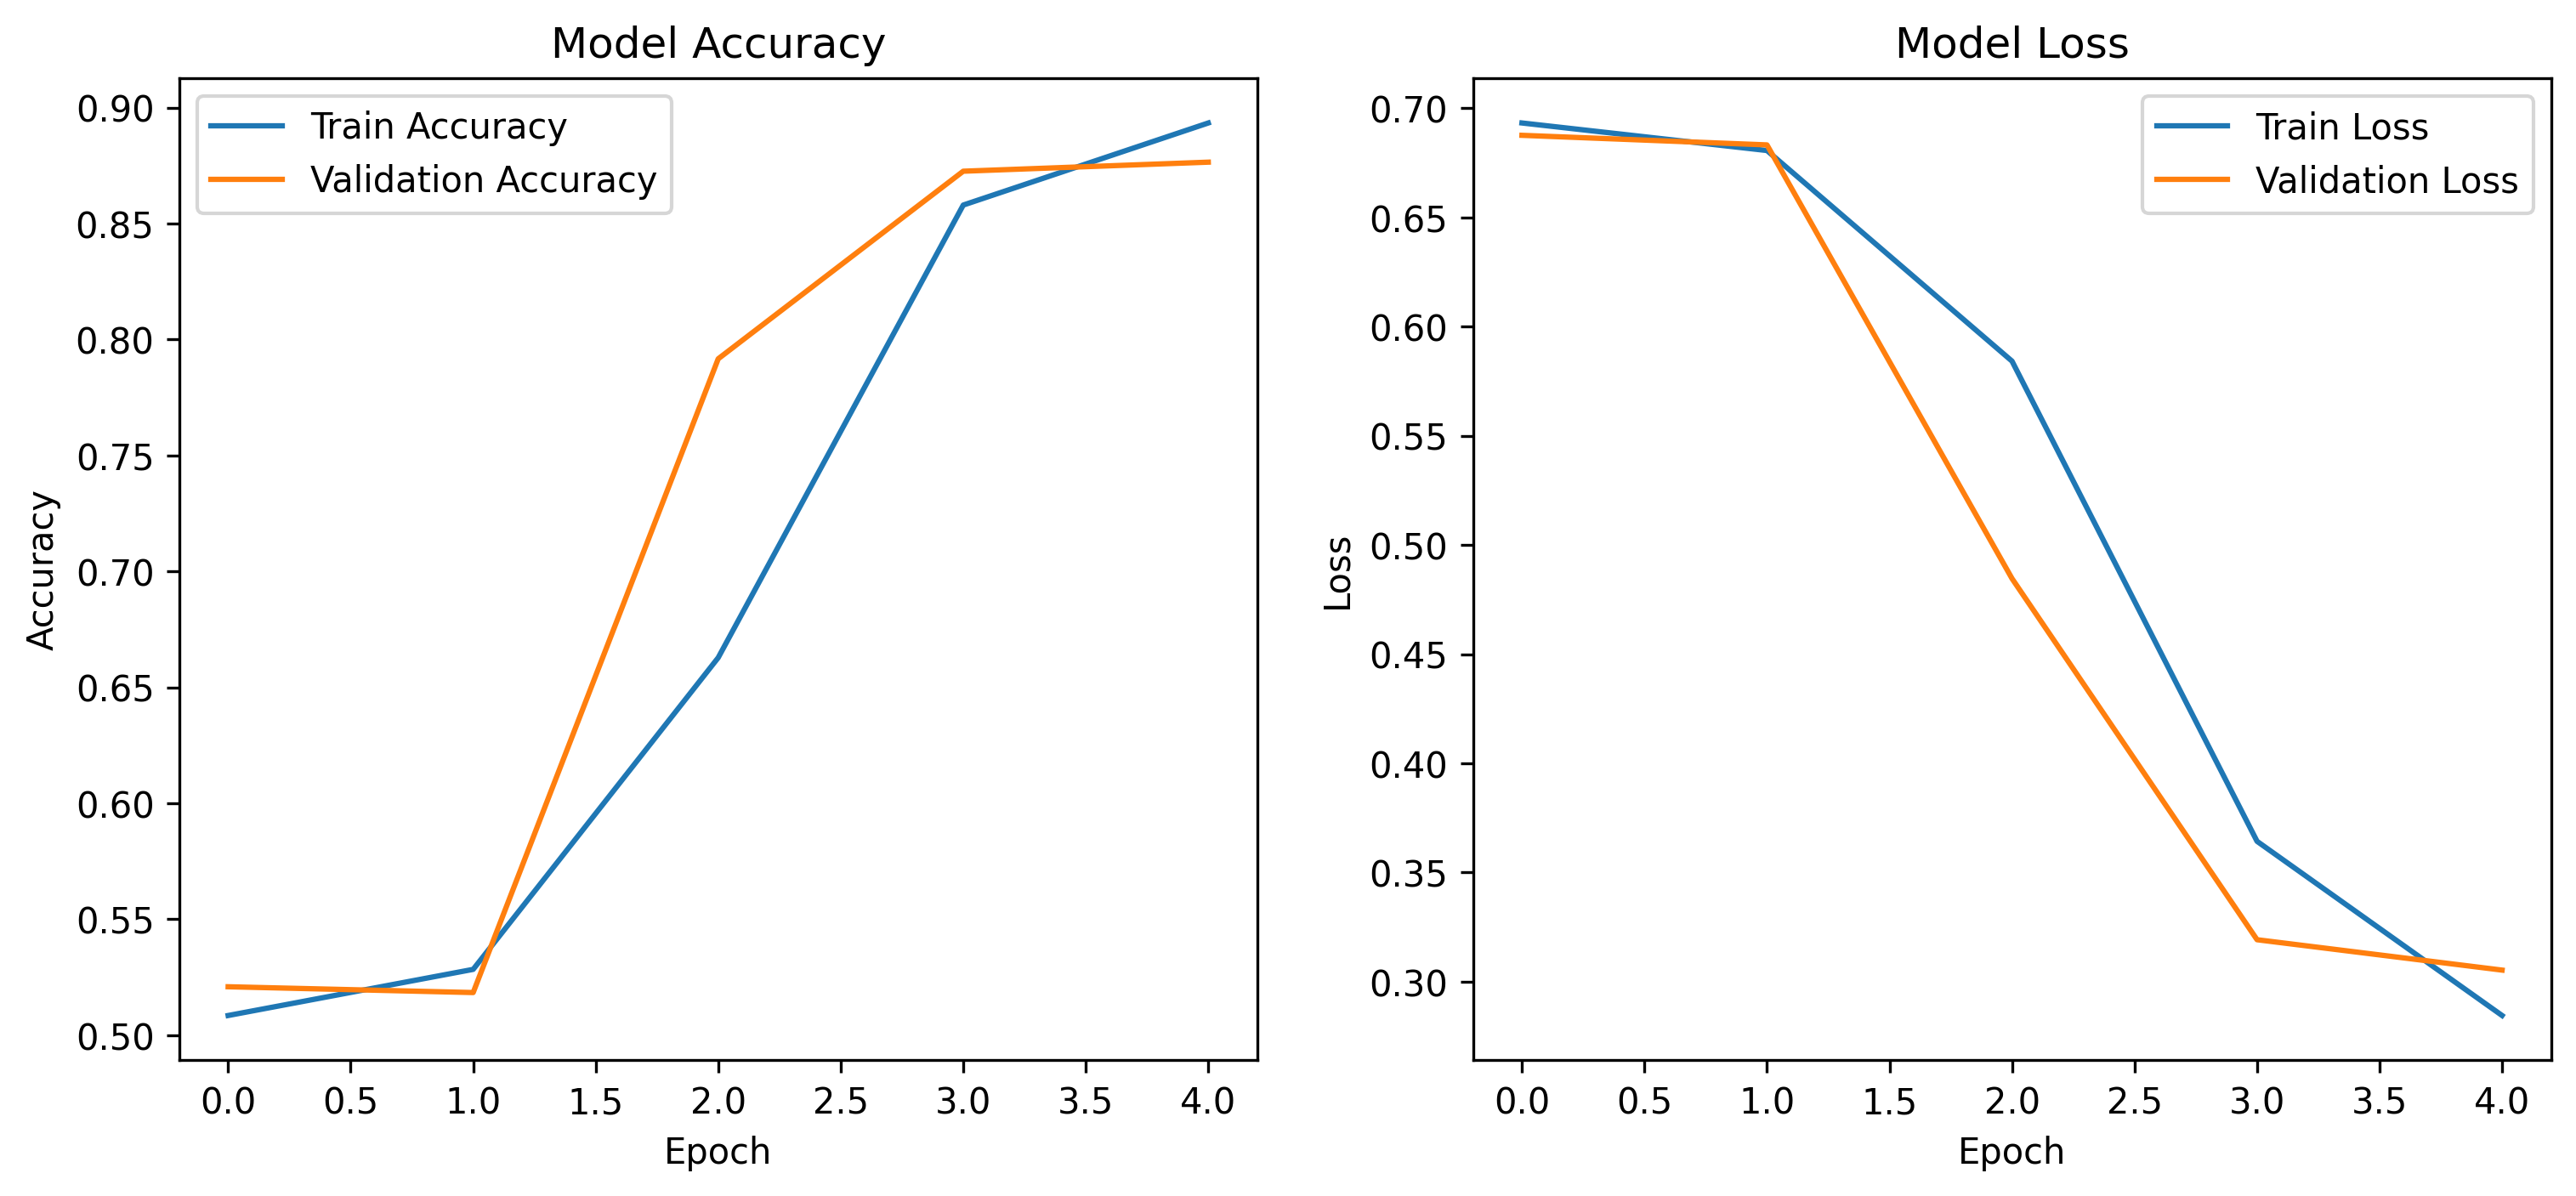 Model Accuracy
Train Accuracy
Validation Accuracy
Accuracy
0.90
0.85
0.80
0.75
0.70
0.65
0.60
0.55
0.50
0.0 0.5 1.0 1.5 2.0 2.5 3.0 3.5 4.0
Epoch
Model Loss
Train Loss
Validation Loss
Loss
0.70
0.65
0.60
0.55
0.50
0.45
0.40
0.35
0.30
0.0 0.5 1.0 1.5 2.0 2.5 3.0 3.5 4.0
Epoch